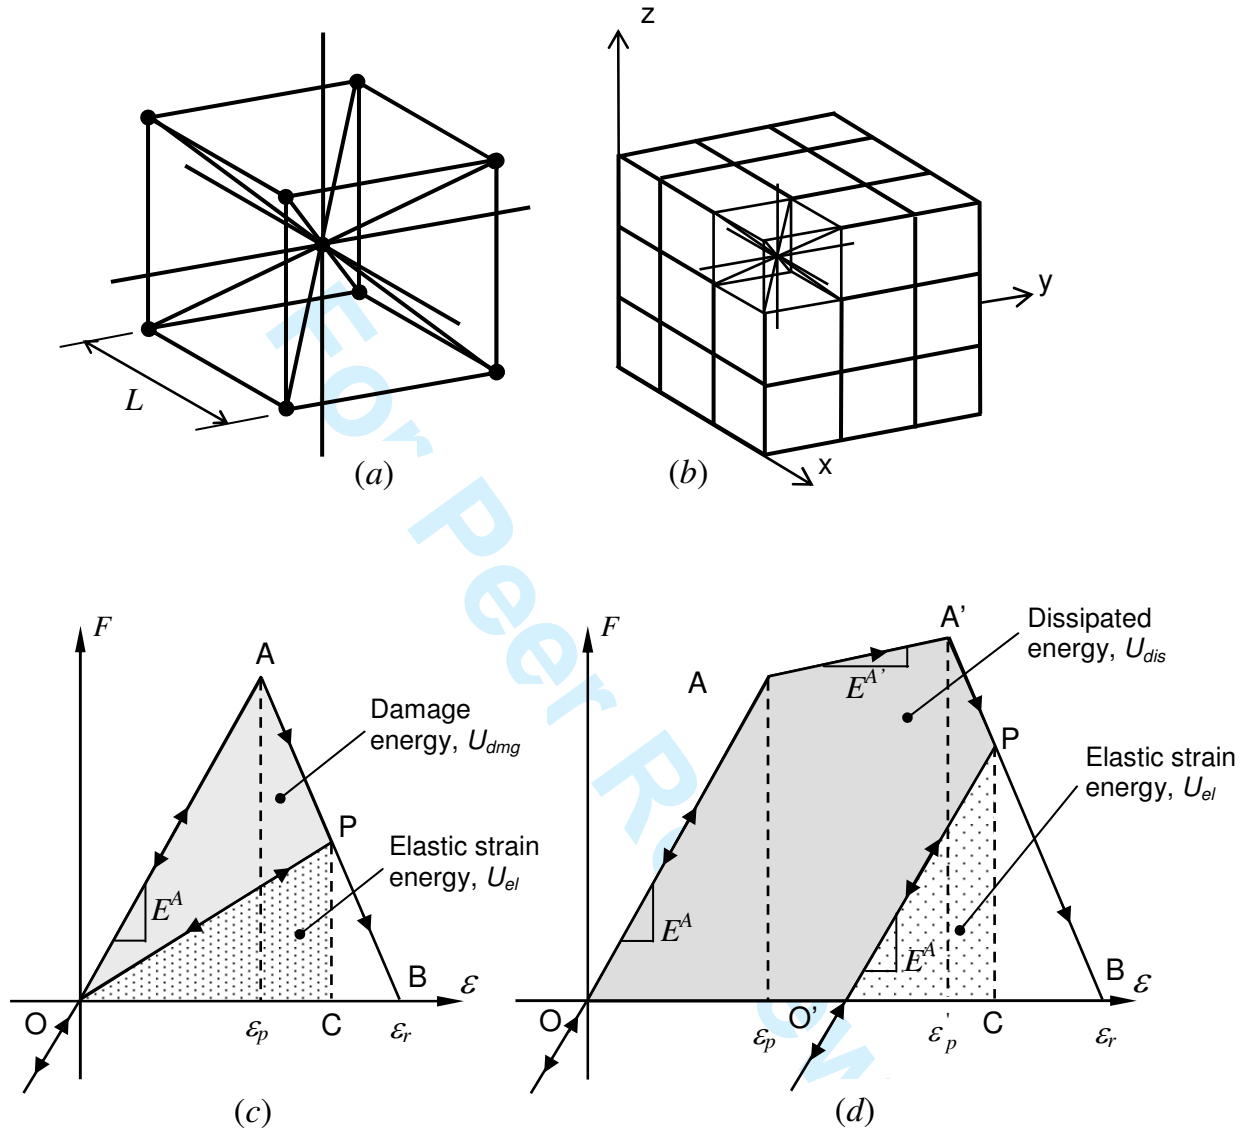 z
y
x
L
(a)
(b)
F
A
Damage
energy, U_dmg
P
Elastic strain
energy, U_el
E^A
B
ε
O
ε_p
C
ε_r
(c)
F
A'
Dissipated
energy, U_dis
A
E^A'
P
Elastic strain
energy, U_el
E^A
E^A
B
ε
O
ε_p
O'
ε'_p
C
ε_r
(d)
For Peer Review